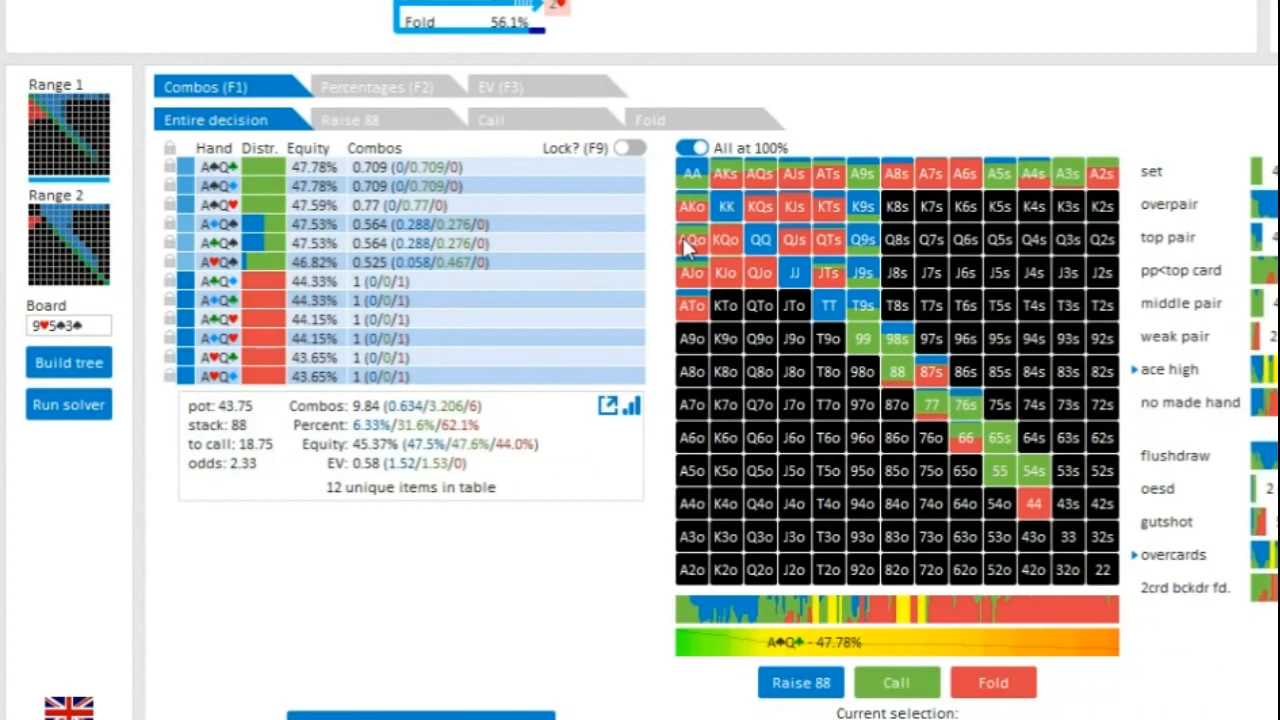 2♥
Fold 56.1%
Range 1
Range 2
Board
9♥5♠3♠
Build tree
Run solver
Combos (F1) Percentages (F2) EV (F3)
Entire decision Raise 88 Call Fold
Hand Distr. Equity Combos Lock? (F9)
A♠Q♣ 47.78% 0.709 (0/0.709/0)
A♠Q♦ 47.78% 0.709 (0/0.709/0)
A♠Q♥ 47.59% 0.77 (0/0.77/0)
A♦Q♠ 47.53% 0.564 (0.288/0.276/0)
A♣Q♠ 47.53% 0.564 (0.288/0.276/0)
A♥Q♠ 46.82% 0.525 (0.058/0.467/0)
A♦Q♣ 44.33% 1 (0/0/1)
A♣Q♦ 44.33% 1 (0/0/1)
A♣Q♥ 44.15% 1 (0/0/1)
A♦Q♥ 44.15% 1 (0/0/1)
A♥Q♣ 43.65% 1 (0/0/1)
A♥Q♦ 43.65% 1 (0/0/1)
pot: 43.75 Combos: 9.84 (0.634/3.206/6)
stack: 88 Percent: 6.33%/31.6%/62.1%
to call: 18.75 Equity: 45.37% (47.5%/47.6%/44.0%)
odds: 2.33 EV: 0.58 (1.52/1.53/0)
12 unique items in table
All at 100%
AA AKs AQs AJs ATs A9s A8s A7s A6s A5s A4s A3s A2s
AKo KK KQs KJs KTs K9s K8s K7s K6s K5s K4s K3s K2s
AQo KQo QQ QJs QTs Q9s Q8s Q7s Q6s Q5s Q4s Q3s Q2s
AJo KJo QJo JJ JTs J9s J8s J7s J6s J5s J4s J3s J2s
ATo KTo QTo JTo TT T9s T8s T7s T6s T5s T4s T3s T2s
A9o K9o Q9o J9o T9o 99 98s 97s 96s 95s 94s 93s 92s
A8o K8o Q8o J8o T8o 98o 88 87s 86s 85s 84s 83s 82s
A7o K7o Q7o J7o T7o 97o 87o 77 76s 75s 74s 73s 72s
A6o K6o Q6o J6o T6o 96o 86o 76o 66 65s 64s 63s 62s
A5o K5o Q5o J5o T5o 95o 85o 75o 65o 55 54s 53s 52s
A4o K4o Q4o J4o T4o 94o 84o 74o 64o 54o 44 43s 42s
A3o K3o Q3o J3o T3o 93o 83o 73o 63o 53o 43o 33 32s
A2o K2o Q2o J2o T2o 92o 82o 72o 62o 52o 42o 32o 22
A♠Q♣ - 47.78%
Raise 88 Call Fold
Current selection:
set 4
overpair
top pair 4
pp<top card
middle pair 4
weak pair 2
ace high
no made hand
flushdraw
oesd 2
gutshot
overcards
2crd bckdr fd.